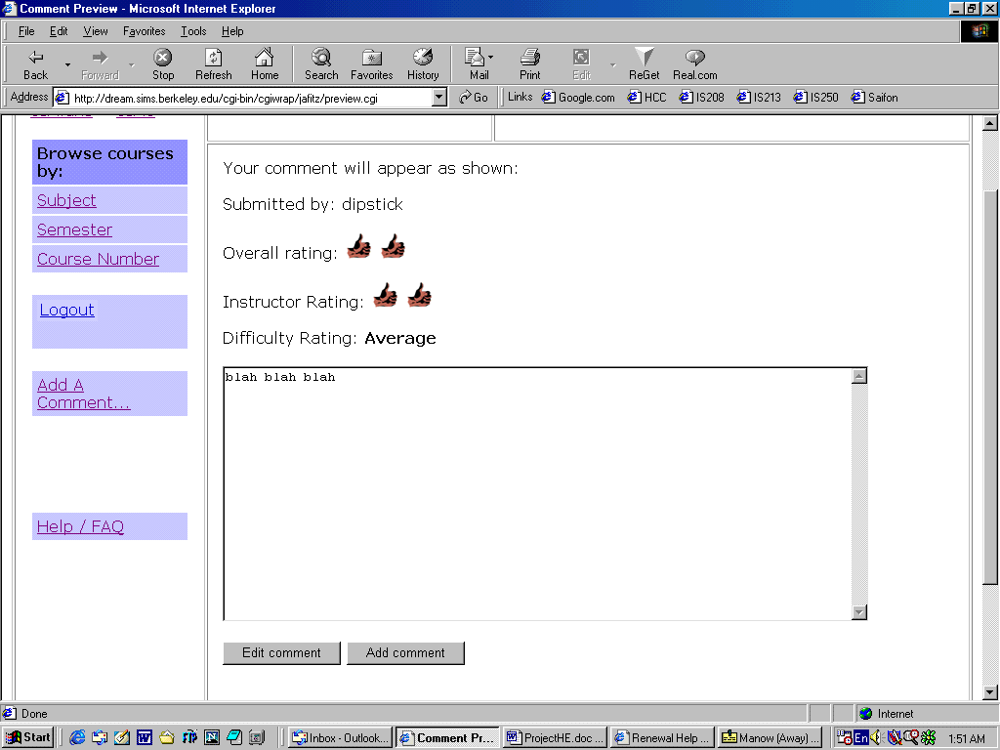 Comment Preview - Microsoft Internet Explorer
File Edit View Favorites Tools Help
Back Forward Stop Refresh Home Search Favorites History Mail Print Edit ReGet Real.com
Address http://dream.sims.berkeley.edu/cgi-bin/cgiwrap/jafitz/preview.cgi Go Links Google.com HCC IS208 IS213 IS250 Saifon
Browse courses
by:
Subject
Semester
Course Number
Logout
Add A
Comment...
Help / FAQ
Your comment will appear as shown:
Submitted by: dipstick
Overall rating:
Instructor Rating:
Difficulty Rating: Average
blah blah blah
Edit comment Add comment
Done Internet
Start Inbox - Outlook... Comment Pr... ProjectHE.doc ... Renewal Help ... Manow (Away) ... En 1:51 AM